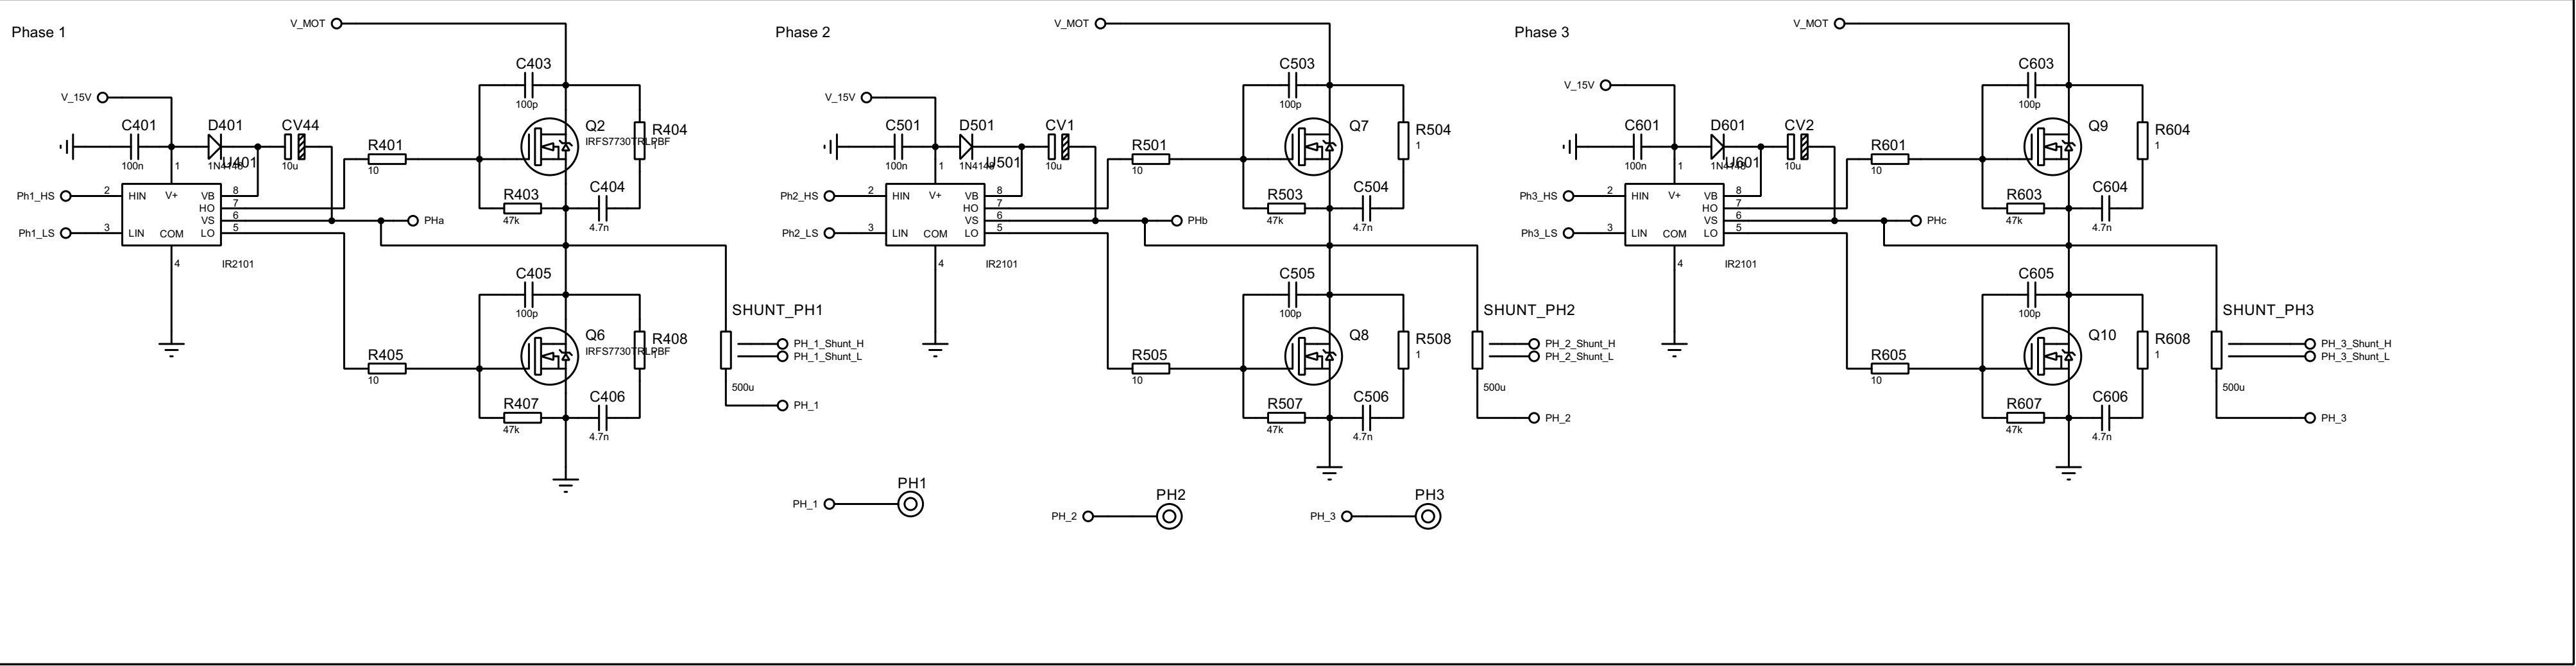 Phase 1
V_MOT
C403
100p
V_15V
C401
100n
D401
1N4148
CV44
10u
U401
1
R401
10
Q2
IRFS7730TRLPBF
R404
Ph1_HS
2
HIN
V+
VB
8
HO
7
VS
6
Ph1_LS
3
LIN
COM
LO
5
4
IR2101
PHa
R403
47k
C404
4.7n
C405
100p
R405
10
Q6
IRFS7730TRLPBF
R408
R407
47k
C406
4.7n
SHUNT_PH1
PH_1_Shunt_H
PH_1_Shunt_L
500u
PH_1
Phase 2
V_MOT
C503
100p
V_15V
C501
100n
D501
1N4148
CV1
10u
U501
1
R501
10
Q7
R504
1
Ph2_HS
2
HIN
V+
VB
8
HO
7
VS
6
Ph2_LS
3
LIN
COM
LO
5
4
IR2101
PHb
R503
47k
C504
4.7n
C505
100p
R505
10
Q8
R508
1
R507
47k
C506
4.7n
SHUNT_PH2
PH_2_Shunt_H
PH_2_Shunt_L
500u
PH_2
Phase 3
V_MOT
C603
100p
V_15V
C601
100n
D601
1N4148
CV2
10u
U601
1
R601
10
Q9
R604
1
Ph3_HS
2
HIN
V+
VB
8
HO
7
VS
6
Ph3_LS
3
LIN
COM
LO
5
4
IR2101
PHc
R603
47k
C604
4.7n
C605
100p
R605
10
Q10
R608
1
R607
47k
C606
4.7n
SHUNT_PH3
PH_3_Shunt_H
PH_3_Shunt_L
500u
PH_3
PH_1
PH1
PH_2
PH2
PH_3
PH3